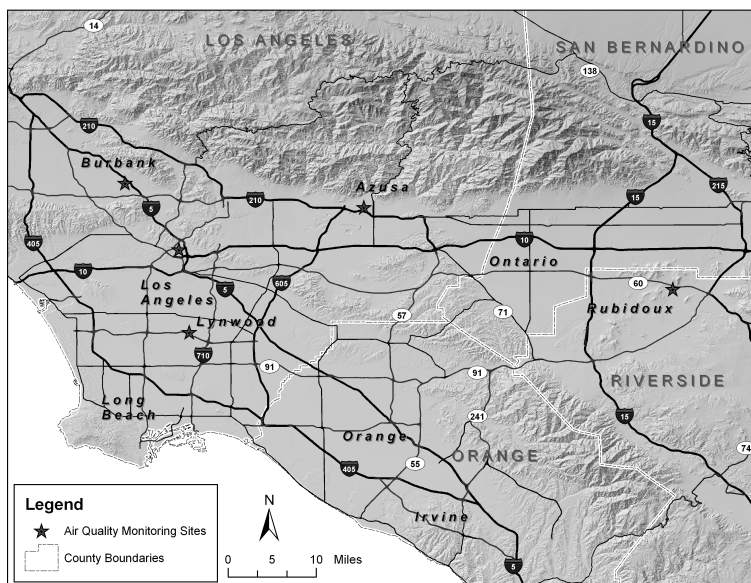 14
LOS ANGELES
SAN BERNARDINO
138
210
15
Burbank
Azusa
215
5
210
15
405
10
Ontario
10
Los
Angeles
5
605
60
Rubidoux
Lynwood
57
71
710
91
91
RIVERSIDE
Long
Beach
241
15
Orange
ORANGE
74
405
55
Irvine
5
Legend
Air Quality Monitoring Sites
County Boundaries
N
0 5 10 Miles